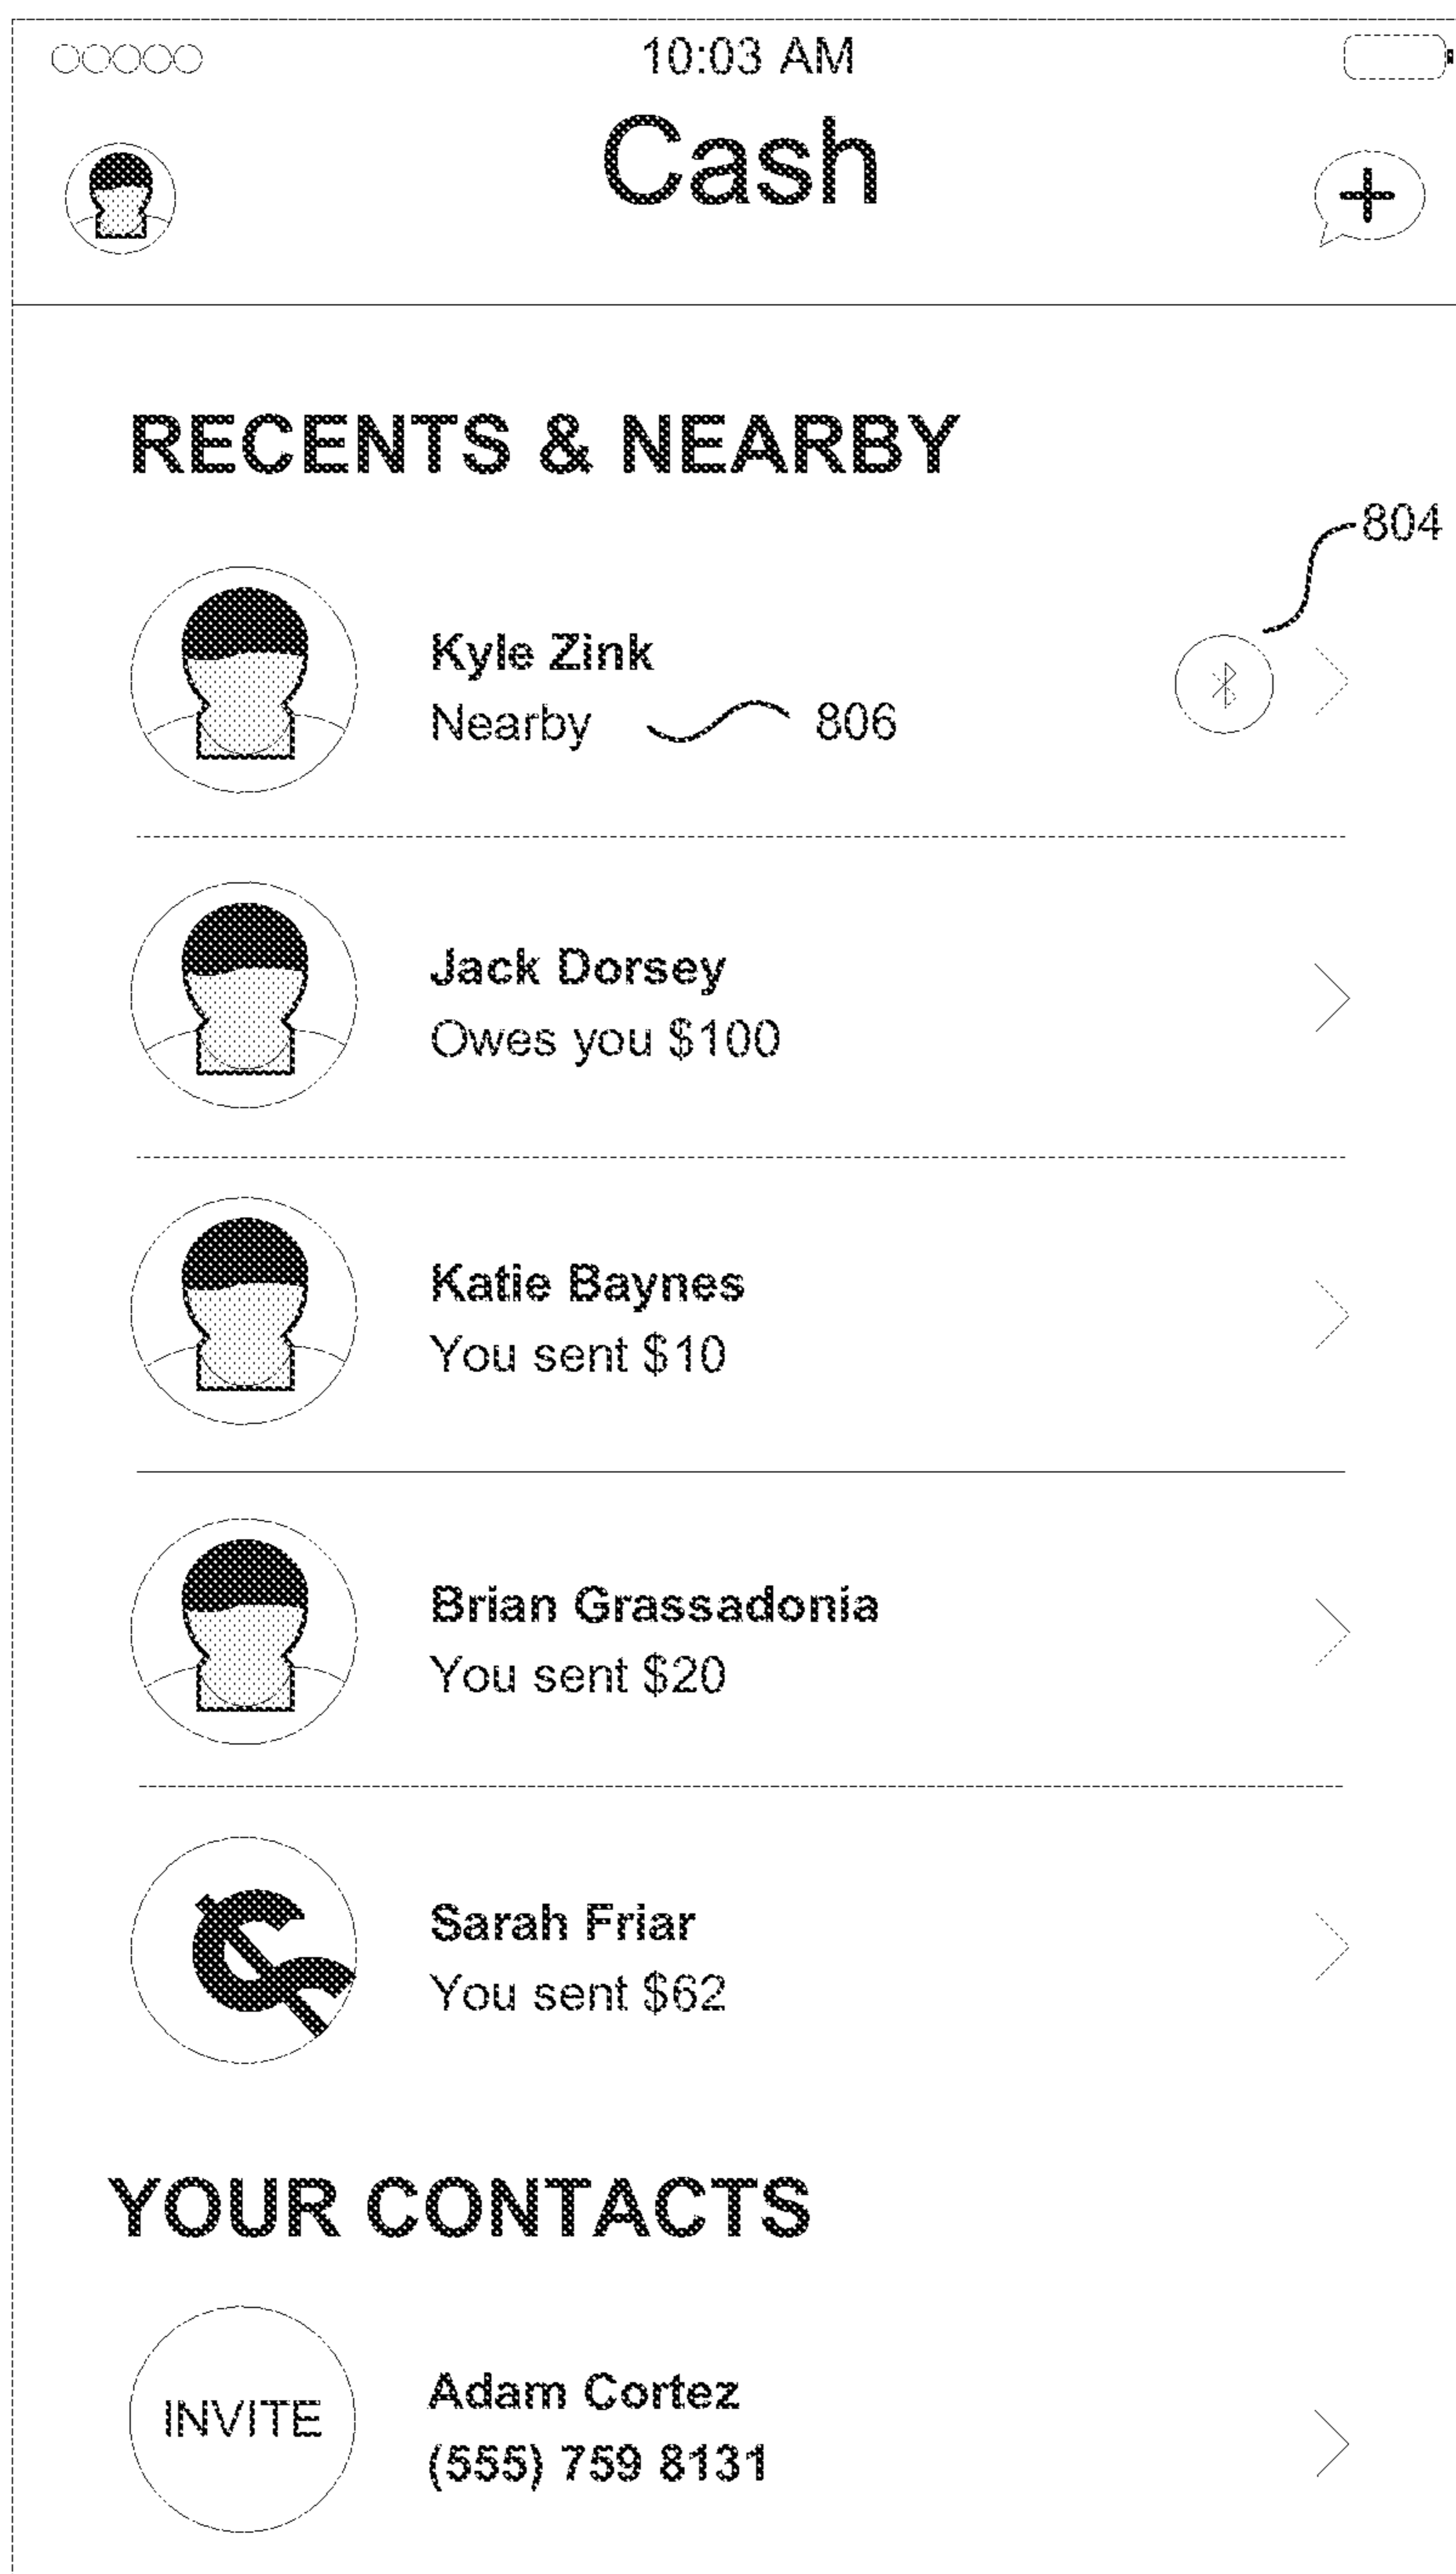 10:03 AM
Cash
RECENTS & NEARBY
804
Kyle Zink
Nearby
806
Jack Dorsey
Owes you $100
Katie Baynes
You sent $10
Brian Grassadonia
You sent $20
Sarah Friar
You sent $62
YOUR CONTACTS
INVITE
Adam Cortez
(555) 759 8131